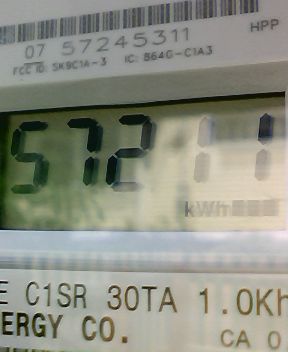 07 57245311
HPP
FCC ID: SK9C1A-3 IC: 864G-C1A3
57211
kWh
E C1SR 30TA 1.0Kh
ERGY CO.
CA 0